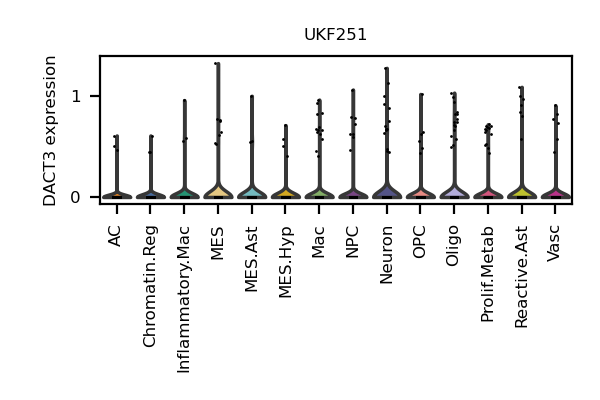 UKF251
DACT3 expression
1
0
AC
Chromatin.Reg
Inflammatory.Mac
MES
MES.Ast
MES.Hyp
Mac
NPC
Neuron
OPC
Oligo
Prolif.Metab
Reactive.Ast
Vasc